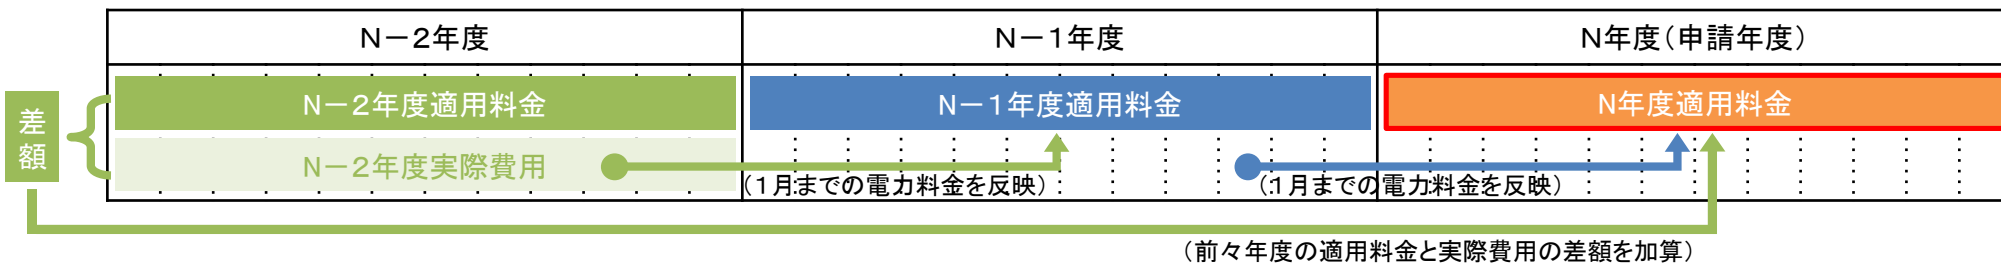 N－2年度
N－1年度
N年度（申請年度）
差額
N－2年度適用料金
N－1年度適用料金
N年度適用料金
N－2年度実際費用
（1月までの電力料金を反映）
（1月までの電力料金を反映）
（前々年度の適用料金と実際費用の差額を加算）